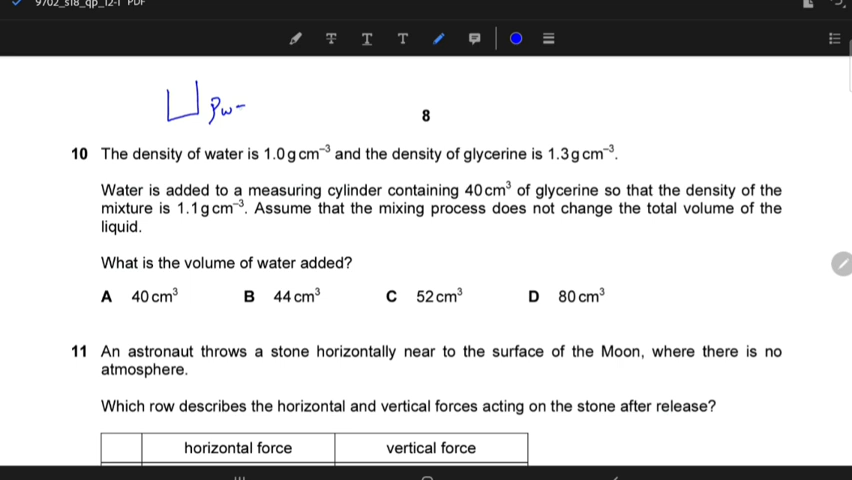 9702_s18_qp_12-1 PDF
T T T
ρw-
8
10 The density of water is 1.0 g cm⁻³ and the density of glycerine is 1.3 g cm⁻³.
Water is added to a measuring cylinder containing 40 cm³ of glycerine so that the density of the
mixture is 1.1 g cm⁻³. Assume that the mixing process does not change the total volume of the
liquid.
What is the volume of water added?
A 40 cm³ B 44 cm³ C 52 cm³ D 80 cm³
11 An astronaut throws a stone horizontally near to the surface of the Moon, where there is no
atmosphere.
Which row describes the horizontal and vertical forces acting on the stone after release?
horizontal force vertical force